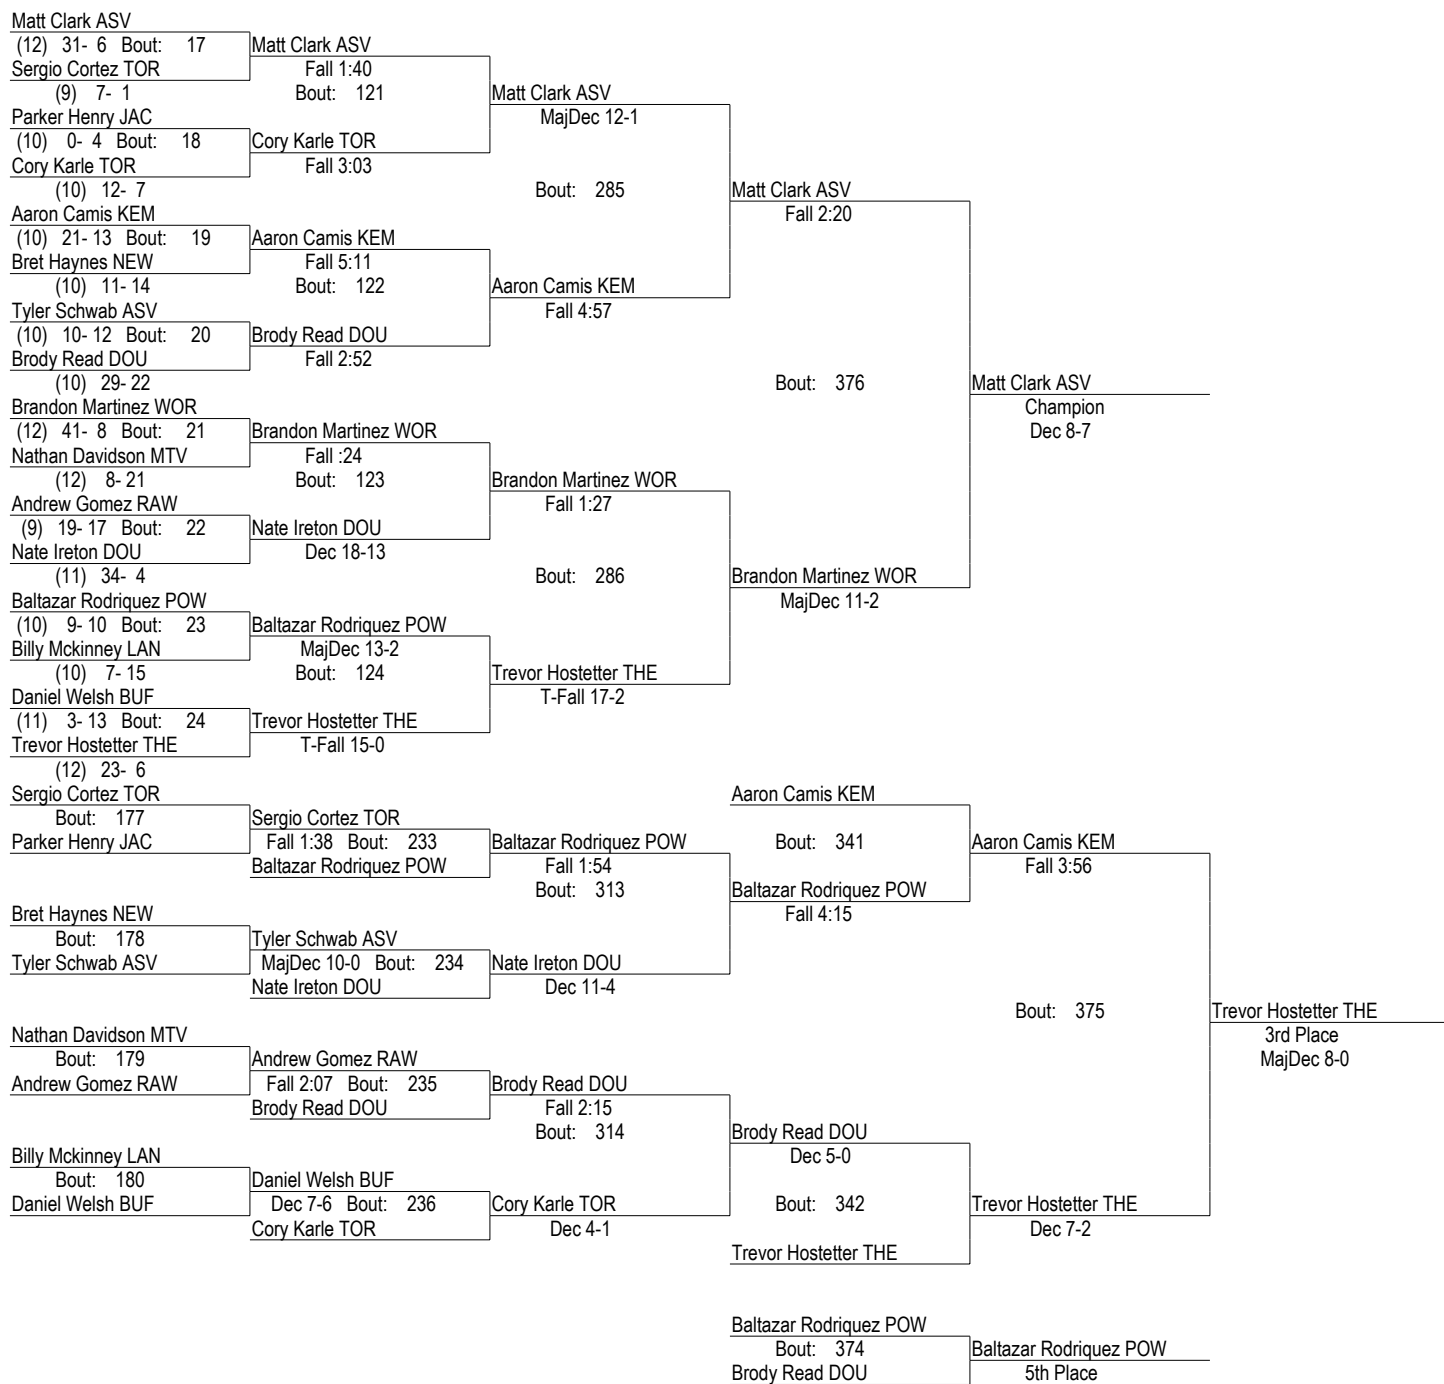 Matt Clark ASV
(12) 31- 6 Bout: 17
Sergio Cortez TOR
(9) 7- 1
Parker Henry JAC
(10) 0- 4 Bout: 18
Cory Karle TOR
(10) 12- 7
Aaron Camis KEM
(10) 21- 13 Bout: 19
Bret Haynes NEW
(10) 11- 14
Tyler Schwab ASV
(10) 10- 12 Bout: 20
Brody Read DOU
(10) 29- 22
Brandon Martinez WOR
(12) 41- 8 Bout: 21
Nathan Davidson MTV
(12) 8- 21
Andrew Gomez RAW
(9) 19- 17 Bout: 22
Nate Ireton DOU
(11) 34- 4
Baltazar Rodriquez POW
(10) 9- 10 Bout: 23
Billy Mckinney LAN
(10) 7- 15
Daniel Welsh BUF
(11) 3- 13 Bout: 24
Trevor Hostetter THE
(12) 23- 6
Matt Clark ASV
Fall 1:40
Bout: 121
Cory Karle TOR
Fall 3:03
Aaron Camis KEM
Fall 5:11
Bout: 122
Brody Read DOU
Fall 2:52
Brandon Martinez WOR
Fall :24
Bout: 123
Nate Ireton DOU
Dec 18-13
Baltazar Rodriquez POW
MajDec 13-2
Bout: 124
Trevor Hostetter THE
T-Fall 15-0
Matt Clark ASV
MajDec 12-1
Bout: 285
Aaron Camis KEM
Fall 4:57
Brandon Martinez WOR
Fall 1:27
Bout: 286
Trevor Hostetter THE
T-Fall 17-2
Matt Clark ASV
Fall 2:20
Bout: 376
Brandon Martinez WOR
MajDec 11-2
Matt Clark ASV
Champion
Dec 8-7
Sergio Cortez TOR
Bout: 177
Parker Henry JAC
Bret Haynes NEW
Bout: 178
Tyler Schwab ASV
Nathan Davidson MTV
Bout: 179
Andrew Gomez RAW
Billy Mckinney LAN
Bout: 180
Daniel Welsh BUF
Sergio Cortez TOR
Fall 1:38 Bout: 233
Baltazar Rodriquez POW
Tyler Schwab ASV
MajDec 10-0 Bout: 234
Nate Ireton DOU
Andrew Gomez RAW
Fall 2:07 Bout: 235
Brody Read DOU
Daniel Welsh BUF
Dec 7-6 Bout: 236
Cory Karle TOR
Baltazar Rodriquez POW
Fall 1:54
Bout: 313
Nate Ireton DOU
Dec 11-4
Brody Read DOU
Fall 2:15
Bout: 314
Cory Karle TOR
Dec 4-1
Aaron Camis KEM
Bout: 341
Baltazar Rodriquez POW
Fall 4:15
Brody Read DOU
Dec 5-0
Bout: 342
Trevor Hostetter THE
Aaron Camis KEM
Fall 3:56
Bout: 375
Trevor Hostetter THE
Dec 7-2
Trevor Hostetter THE
3rd Place
MajDec 8-0
Baltazar Rodriquez POW
Bout: 374
Brody Read DOU
Baltazar Rodriquez POW
5th Place